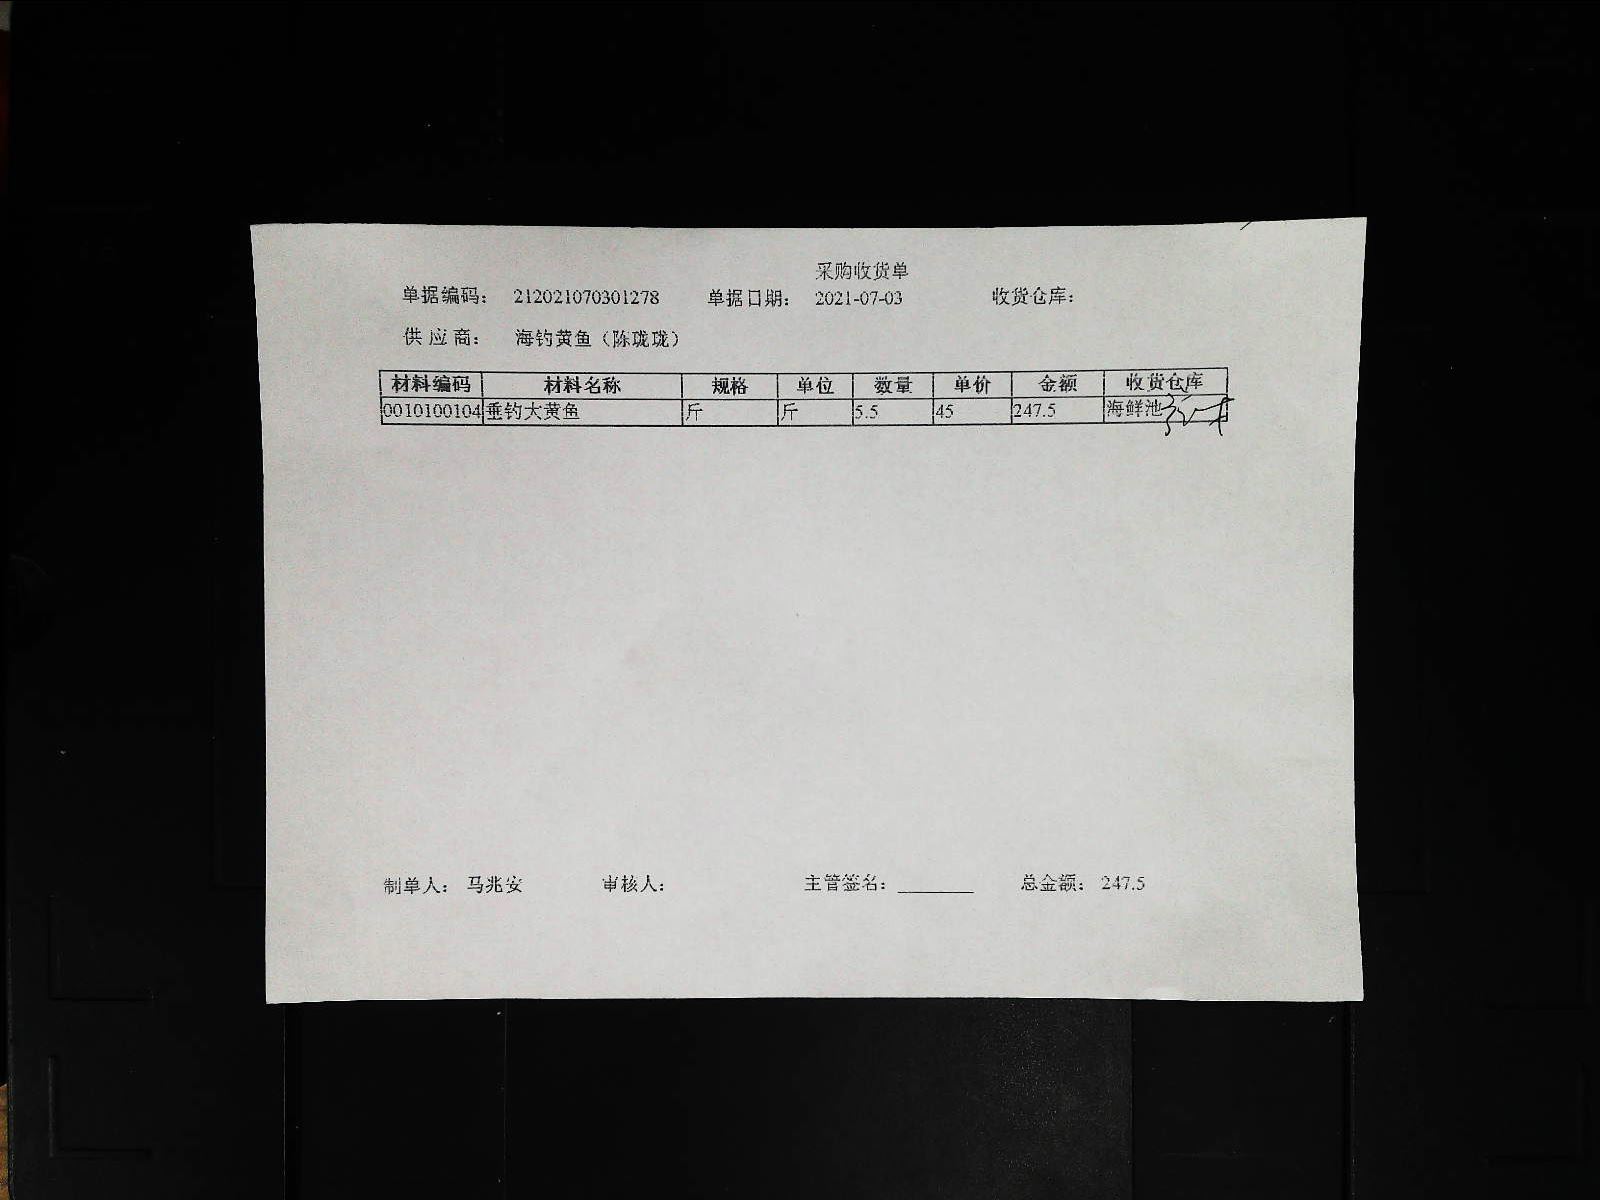 采购收货单
单据编码： 212021070301278 单据日期： 2021-07-03 收货仓库：
供应商： 海钓黄鱼（陈珑珑）
材料编码 材料名称 规格 单位 数量 单价 金额 收货仓库
0010100104 垂钓大黄鱼 斤 斤 5.5 45 247.5 海鲜池
制单人： 马兆安 审核人： 主管签名：________ 总金额： 247.5